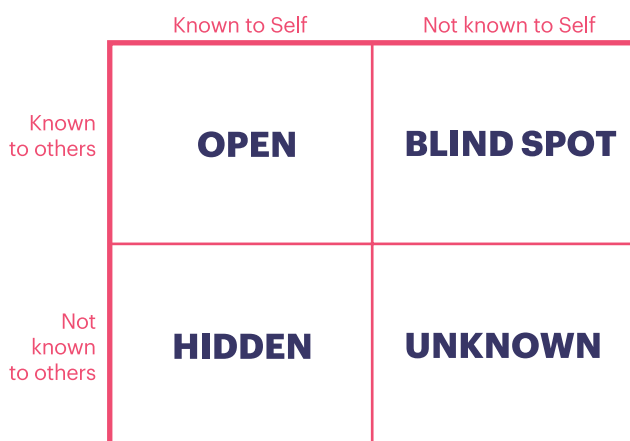 Known to Self
Not known to Self
Known
to others
OPEN
BLIND SPOT
Not
known
to others
HIDDEN
UNKNOWN